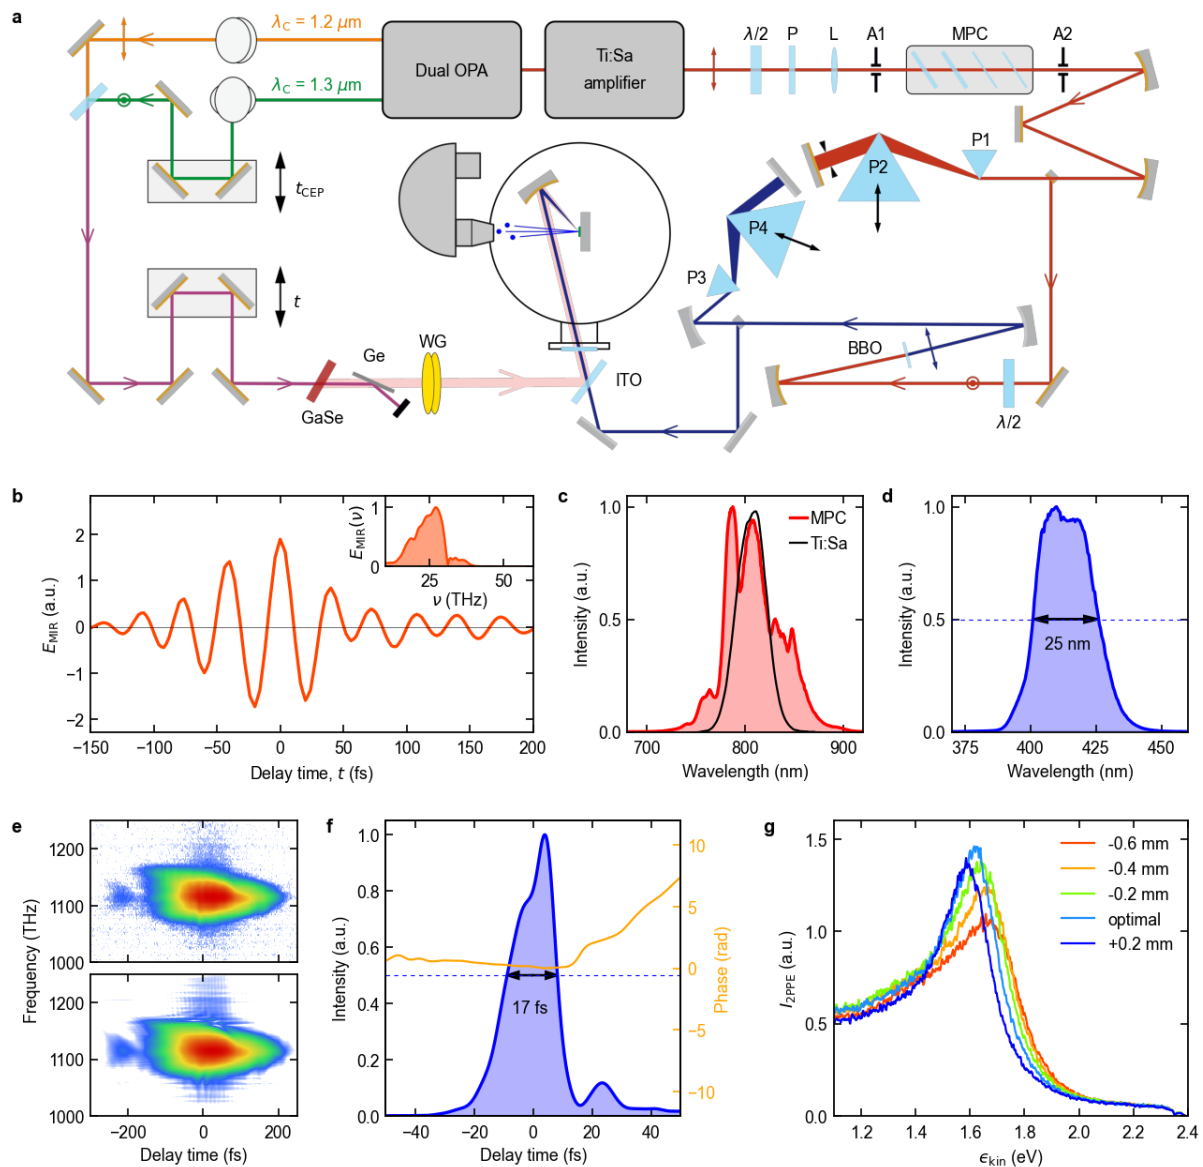 a
λC = 1.2 μm
λC = 1.3 μm
Dual OPA
Ti:Sa
amplifier
λ/2
P
L
A1
MPC
A2
P1
P2
P4
P3
tCEP
t
Ge
WG
GaSe
ITO
BBO
λ/2
b
EMIR (a.u.)
2
1
0
−1
−2
−150
−100
−50
0
50
100
150
200
Delay time, t (fs)
EMIR(ν)
1
0
25
50
ν (THz)
c
Intensity (a.u.)
1.0
0.5
0.0
MPC
Ti:Sa
700
800
900
Wavelength (nm)
d
Intensity (a.u.)
1.0
0.5
0.0
25 nm
375
400
425
450
Wavelength (nm)
e
Frequency (THz)
1200
1100
1000
1200
1100
1000
−200
0
200
Delay time (fs)
f
Intensity (a.u.)
1.0
0.8
0.6
0.4
0.2
0.0
17 fs
−40
−20
0
20
40
Delay time (fs)
10
5
0
−5
−10
Phase (rad)
g
I2PPE (a.u.)
1.5
1.0
0.5
0.0
-0.6 mm
-0.4 mm
-0.2 mm
optimal
+0.2 mm
1.2
1.4
1.6
1.8
2.0
2.2
2.4
ϵkin (eV)